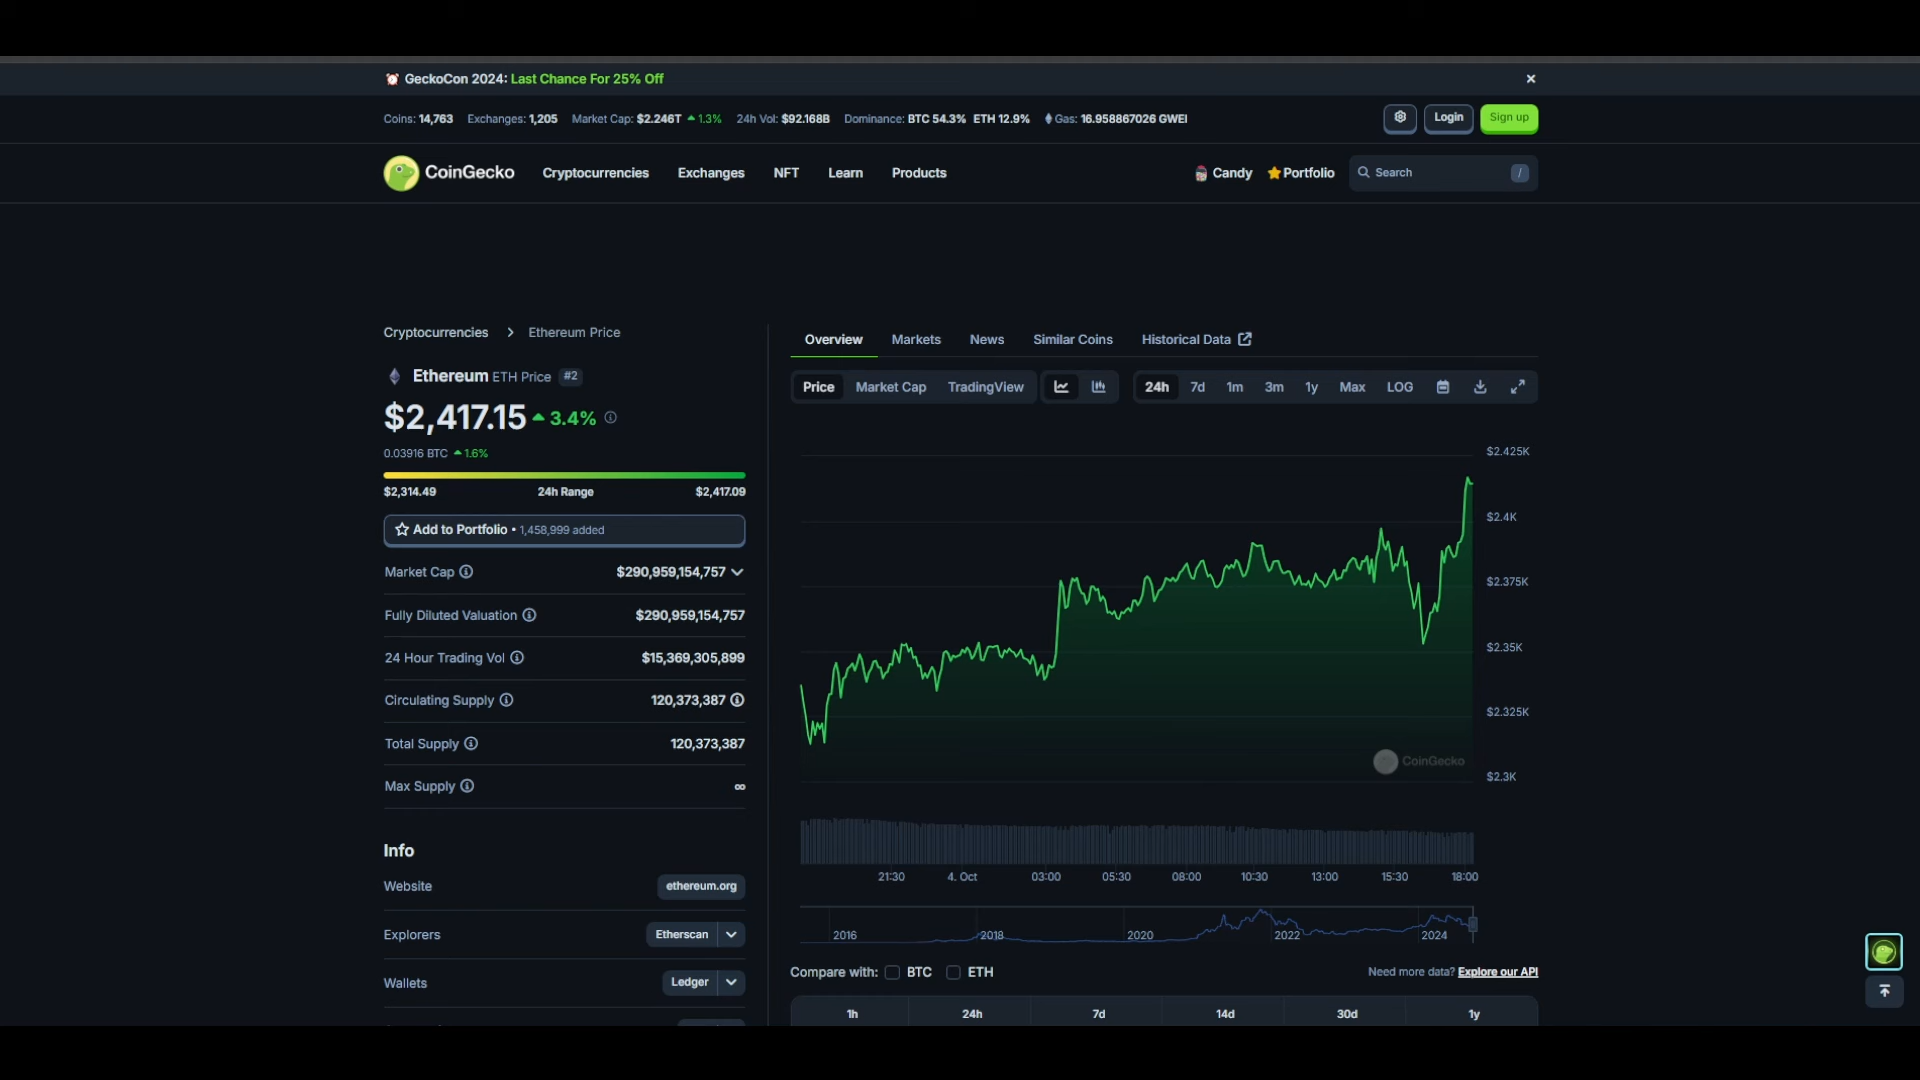 GeckoCon 2024: Last Chance For 25% Off
Coins: 14,763 Exchanges: 1,205 Market Cap: $2.246T 1.3% 24h Vol: $92.168B Dominance: BTC 54.3% ETH 12.9% Gas: 16.958867026 GWEI
Login
Sign up
CoinGecko
Cryptocurrencies Exchanges NFT Learn Products
Candy Portfolio
Search /
Cryptocurrencies > Ethereum Price
Ethereum ETH Price #2
$2,417.15 3.4%
0.03916 BTC 1.6%
$2,314.49 24h Range $2,417.09
Add to Portfolio • 1,458,999 added
Market Cap $290,959,154,757
Fully Diluted Valuation $290,959,154,757
24 Hour Trading Vol $15,369,305,899
Circulating Supply 120,373,387
Total Supply 120,373,387
Max Supply ∞
Info
Website ethereum.org
Explorers Etherscan
Wallets Ledger
Overview Markets News Similar Coins Historical Data
Price Market Cap TradingView
24h 7d 1m 3m 1y Max LOG
$2.425K
$2.4K
$2.375K
$2.35K
$2.325K
$2.3K
CoinGecko
21:30 4. Oct 03:00 05:30 08:00 10:30 13:00 15:30 18:00
2016 2018 2020 2022 2024
Compare with: BTC ETH
Need more data? Explore our API
1h 24h 7d 14d 30d 1y